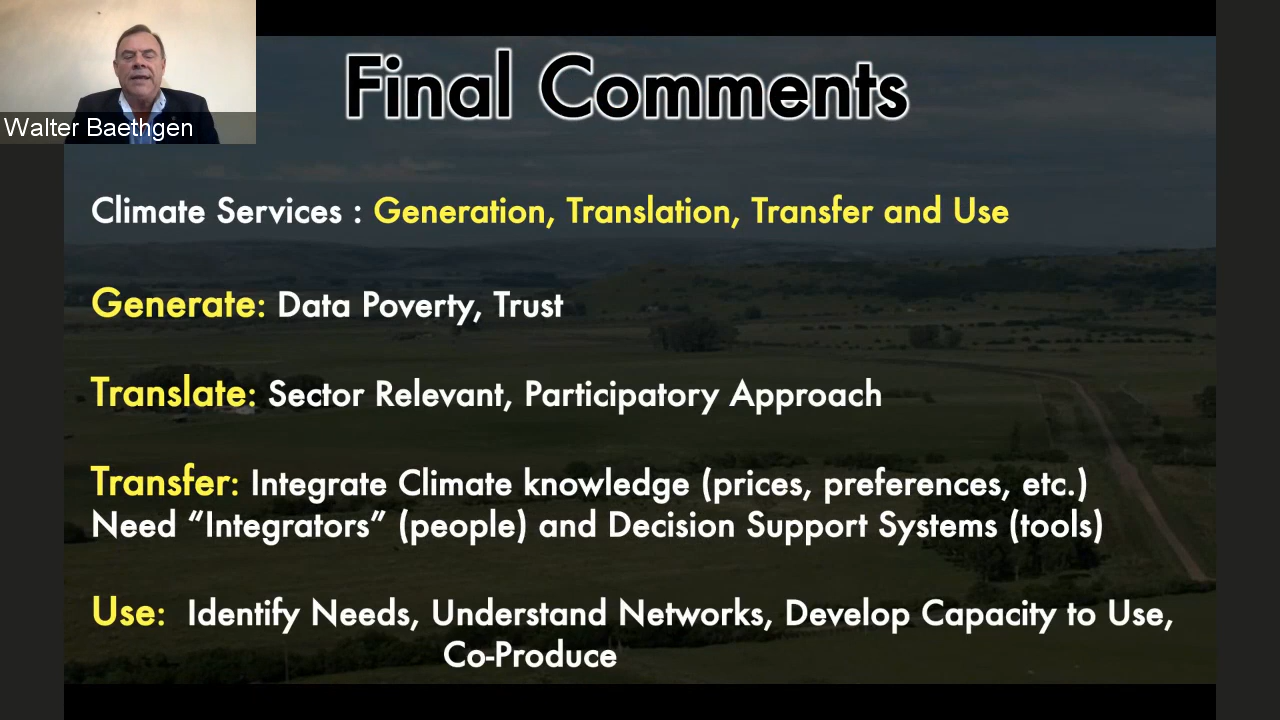 Final Comments
Walter Baethgen
Climate Services : Generation, Translation, Transfer and Use
Generate: Data Poverty, Trust
Translate: Sector Relevant, Participatory Approach
Transfer: Integrate Climate knowledge (prices, preferences, etc.)
Need “Integrators” (people) and Decision Support Systems (tools)
Use: Identify Needs, Understand Networks, Develop Capacity to Use,
Co-Produce